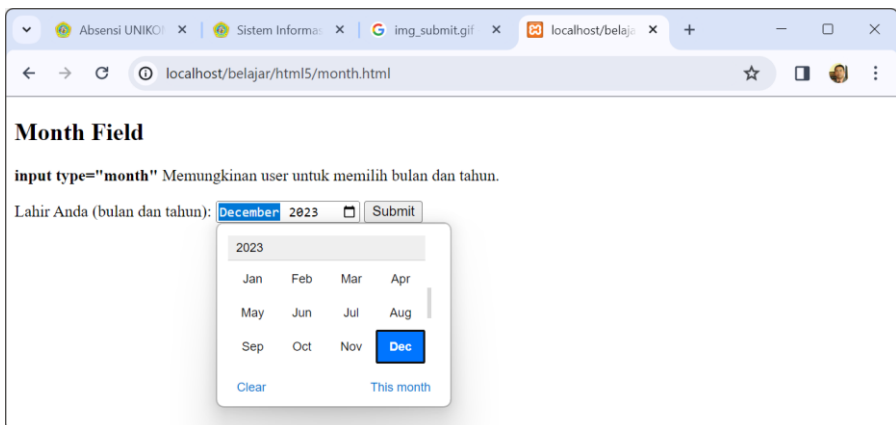 Absensi UNIKO
Sistem Informa
img_submit.gif
localhost/belaja
localhost/belajar/html5/month.html
Month Field
input type="month" Memungkinan user untuk memilih bulan dan tahun.
Lahir Anda (bulan dan tahun): December 2023 Submit
2023
Jan Feb Mar Apr
May Jun Jul Aug
Sep Oct Nov Dec
Clear This month